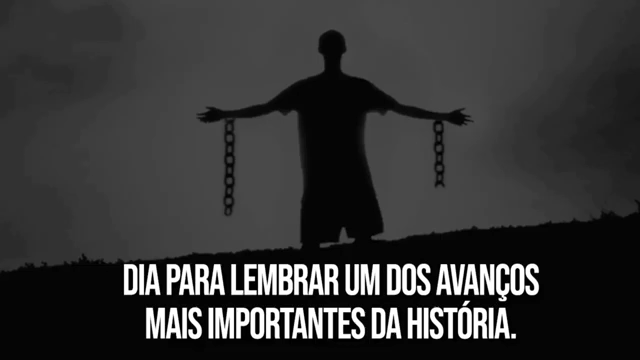 DIA PARA LEMBRAR UM DOS AVANÇOS
MAIS IMPORTANTES DA HISTÓRIA.